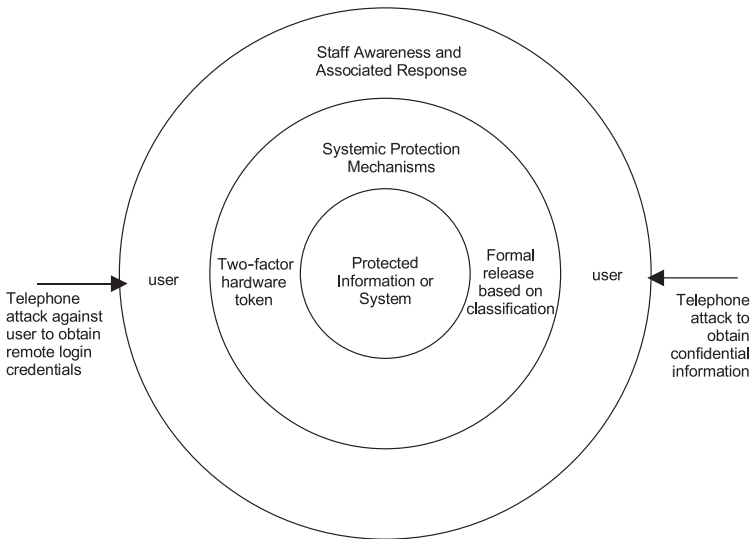 Staff Awareness and
Associated Response
Systemic Protection
Mechanisms
user
Two-factor
hardware
token
Protected
Information or
System
Formal
release
based on
classification
user
Telephone
attack against
user to obtain
remote login
credentials
Telephone
attack to
obtain
confidential
information